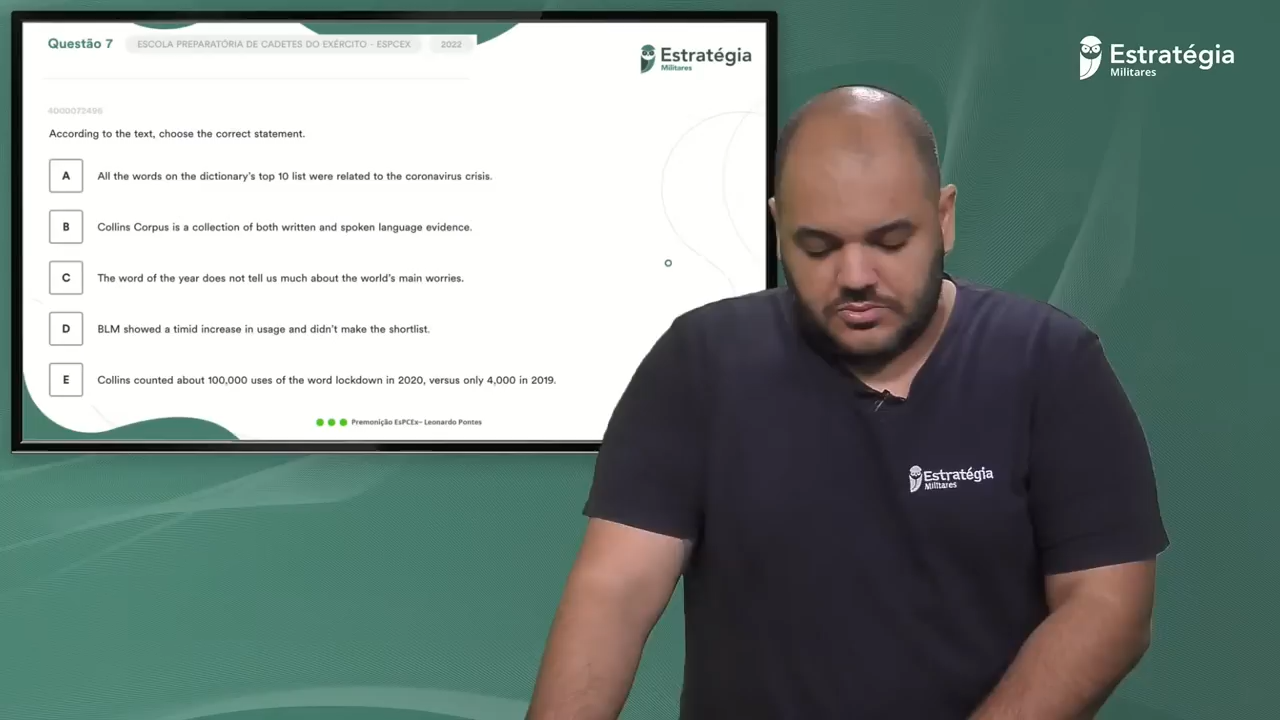 Questão 7 ESCOLA PREPARATÓRIA DE CADETES DO EXÉRCITO - ESPCEX 2022
Estratégia
Militares
4000072496
According to the text, choose the correct statement.
A All the words on the dictionary's top 10 list were related to the coronavirus crisis.
B Collins Corpus is a collection of both written and spoken language evidence.
C The word of the year does not tell us much about the world's main worries.
D BLM showed a timid increase in usage and didn't make the shortlist.
E Collins counted about 100,000 uses of the word lockdown in 2020, versus only 4,000 in 2019.
Premonição EsPCEx- Leonardo Pontes
Estratégia
Militares
Estratégia
Militares